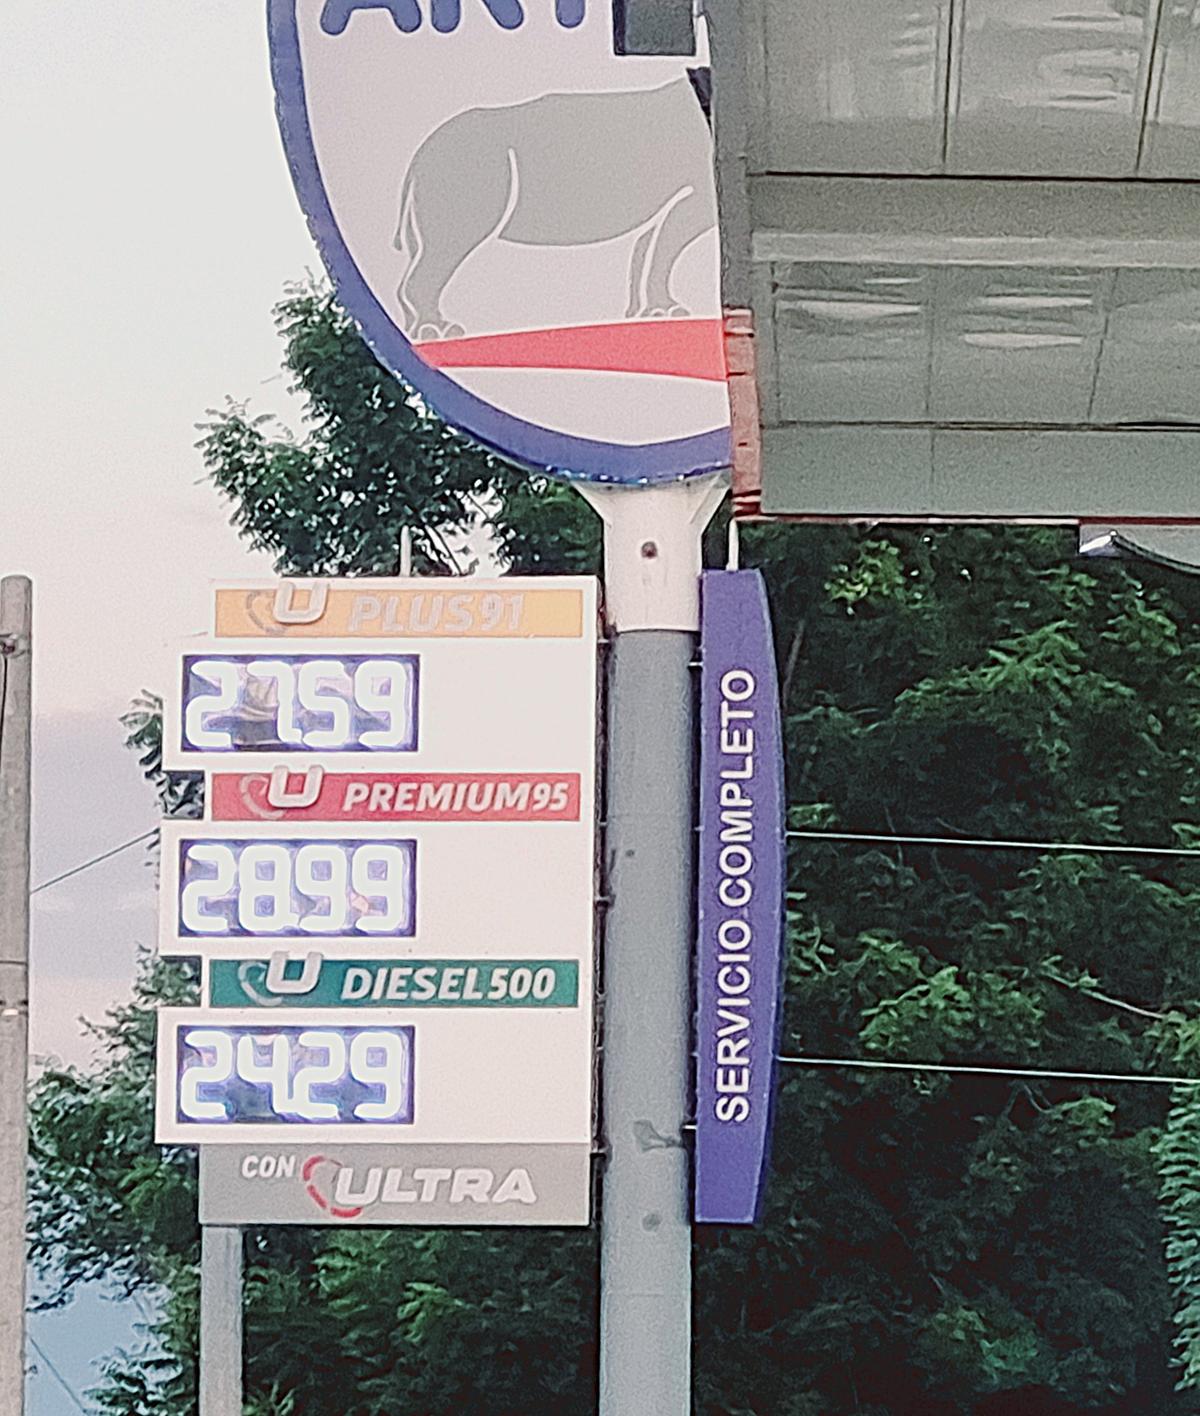 U PLUS91
2759
U PREMIUM95
2899
U DIESEL500
2429
CON ULTRA
SERVICIO COMPLETO